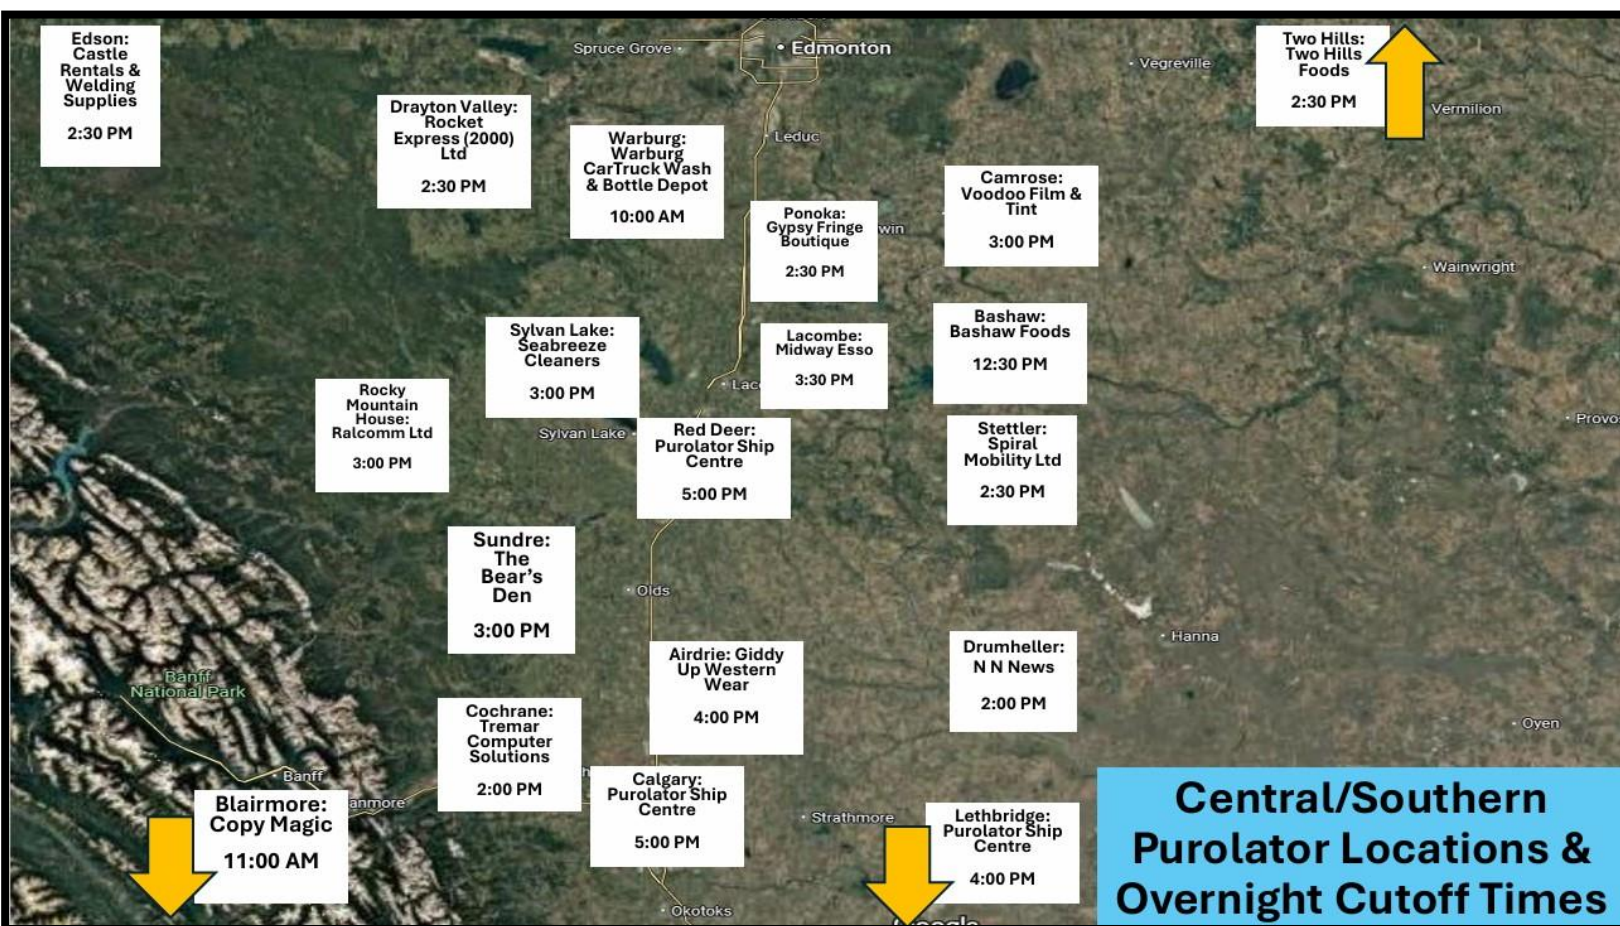 Edson:
Castle
Rentals &
Welding
Supplies
2:30 PM
Spruce Grove
Edmonton
Vegreville
Two Hills:
Two Hills
Foods
2:30 PM
Vermilion
Drayton Valley:
Rocket
Express (2000)
Ltd
2:30 PM
Warburg:
Warburg
CarTruck Wash
& Bottle Depot
10:00 AM
Leduc
Ponoka:
Gypsy Fringe
Boutique
2:30 PM
win
Camrose:
Voodoo Film &
Tint
3:00 PM
Wainwright
Sylvan Lake:
Seabreeze
Cleaners
3:00 PM
Lacombe:
Midway Esso
3:30 PM
Lac
Bashaw:
Bashaw Foods
12:30 PM
Rocky
Mountain
House:
Ralcomm Ltd
3:00 PM
Sylvan Lake
Red Deer:
Purolator Ship
Centre
5:00 PM
Stettler:
Spiral
Mobility Ltd
2:30 PM
Provo
Sundre:
The
Bear's
Den
3:00 PM
Olds
Hanna
Banff
National Park
Airdrie: Giddy
Up Western
Wear
4:00 PM
Drumheller:
N N News
2:00 PM
Oyen
Cochrane:
Tremar
Computer
Solutions
2:00 PM
Banff
anmore
Blairmore:
Copy Magic
11:00 AM
Calgary:
Purolator Ship
Centre
5:00 PM
Strathmore
Lethbridge:
Purolator Ship
Centre
4:00 PM
Okotoks
Google
Central/Southern
Purolator Locations &
Overnight Cutoff Times